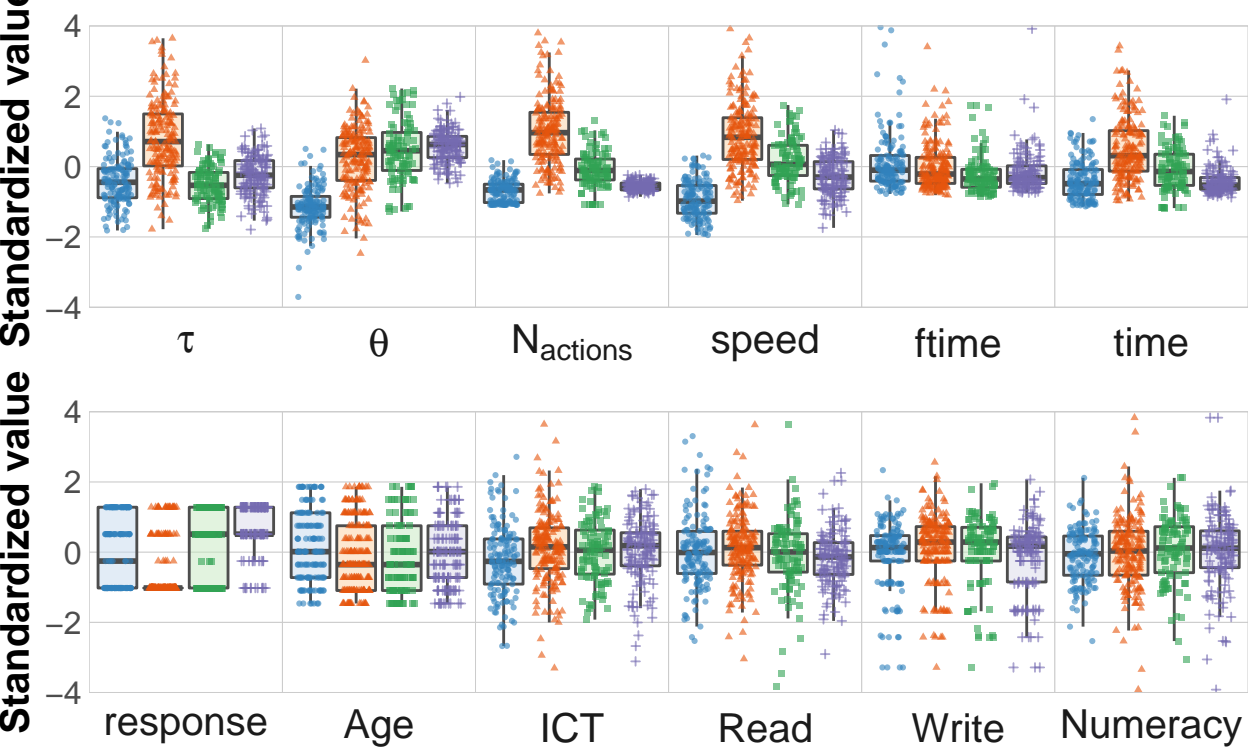 Standardized value
4
2
0
−2
−4
τ θ N_actions speed ftime time
Standardized value
4
2
0
−2
−4
response Age ICT Read Write Numeracy